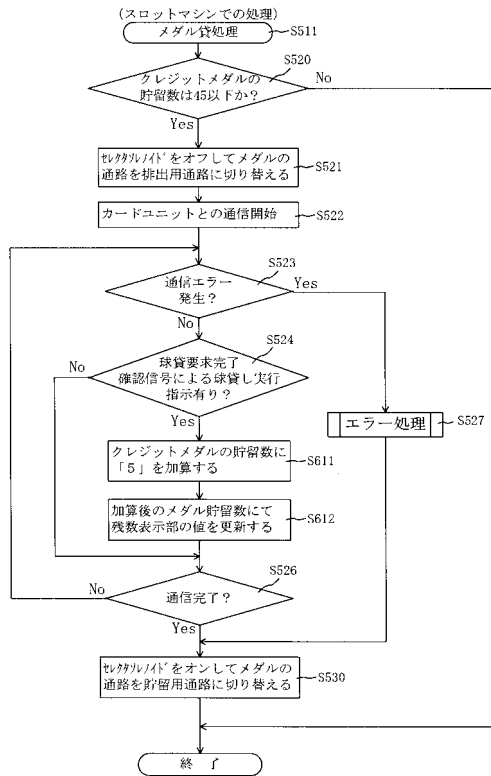 (スロットマシンでの処理)
メダル貸処理
S511
クレジットメダルの
貯留数は45以下か?
S520
No
Yes
セレクタソレノイドをオフしてメダルの
通路を排出用通路に切り替える
S521
カードユニットとの通信開始
S522
通信エラー
発生?
S523
Yes
No
球貸要求完了
確認信号による球貸し実行
指示有り?
S524
No
Yes
エラー処理
S527
クレジットメダルの貯留数に
「5」を加算する
S611
加算後のメダル貯留数にて
残数表示部の値を更新する
S612
通信完了?
S526
No
Yes
セレクタソレノイドをオンしてメダルの
通路を貯留用通路に切り替える
S530
終 了